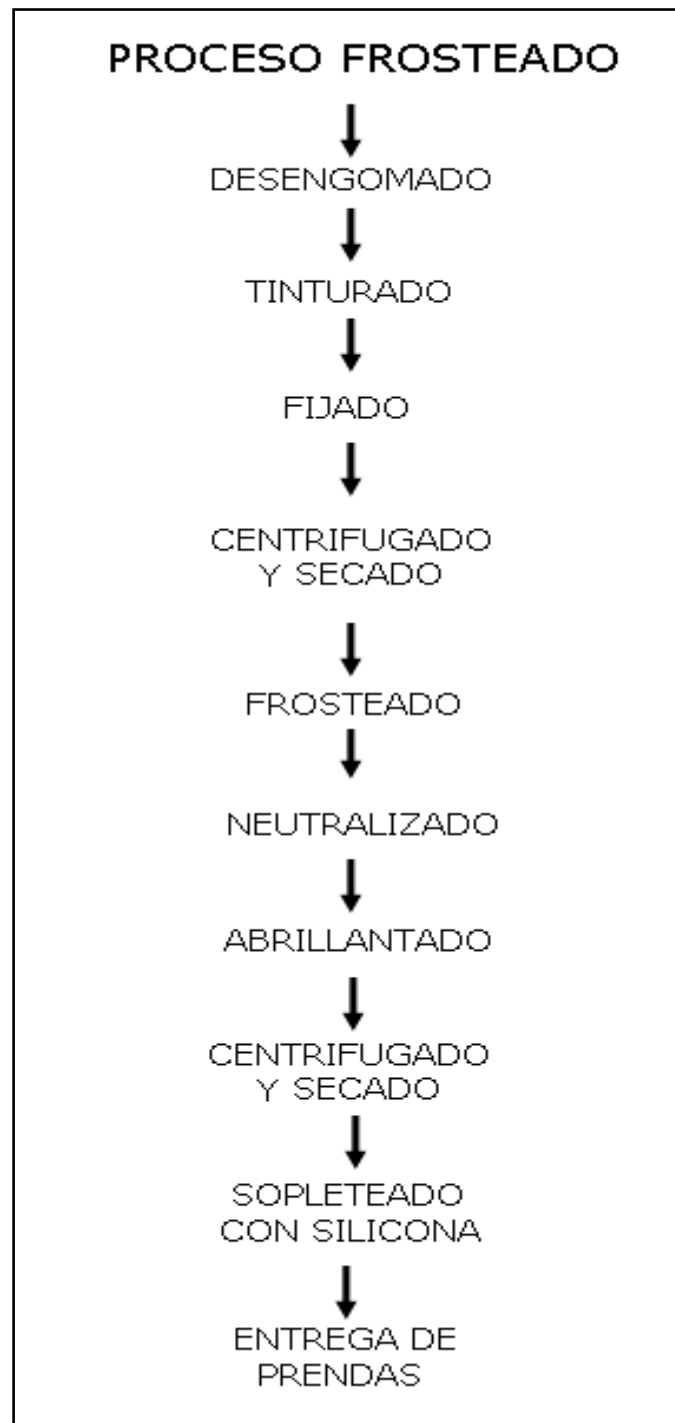 PROCESO FROSTEADO
DESENGOMADO
TINTURADO
FIJADO
CENTRIFUGADO
Y SECADO
FROSTEADO
NEUTRALIZADO
ABRILLANTADO
CENTRIFUGADO
Y SECADO
SOPLETEADO
CON SILICONA
ENTREGA DE
PRENDAS